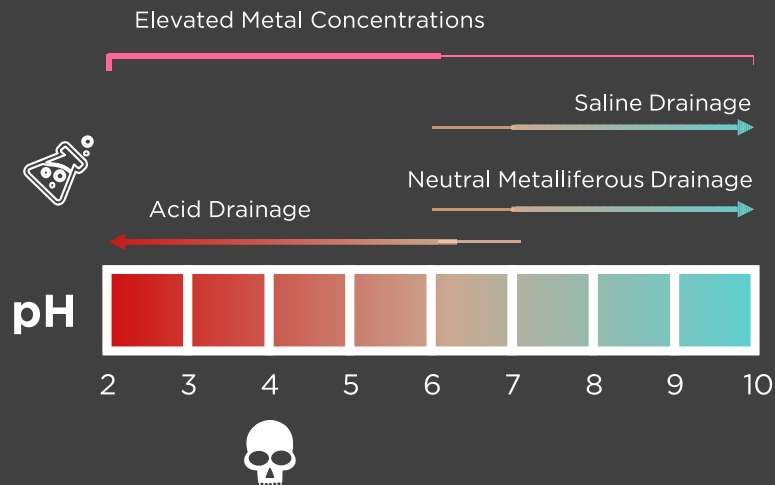 Elevated Metal Concentrations
Saline Drainage
Neutral Metalliferous Drainage
Acid Drainage
pH
2 3 4 5 6 7 8 9 10